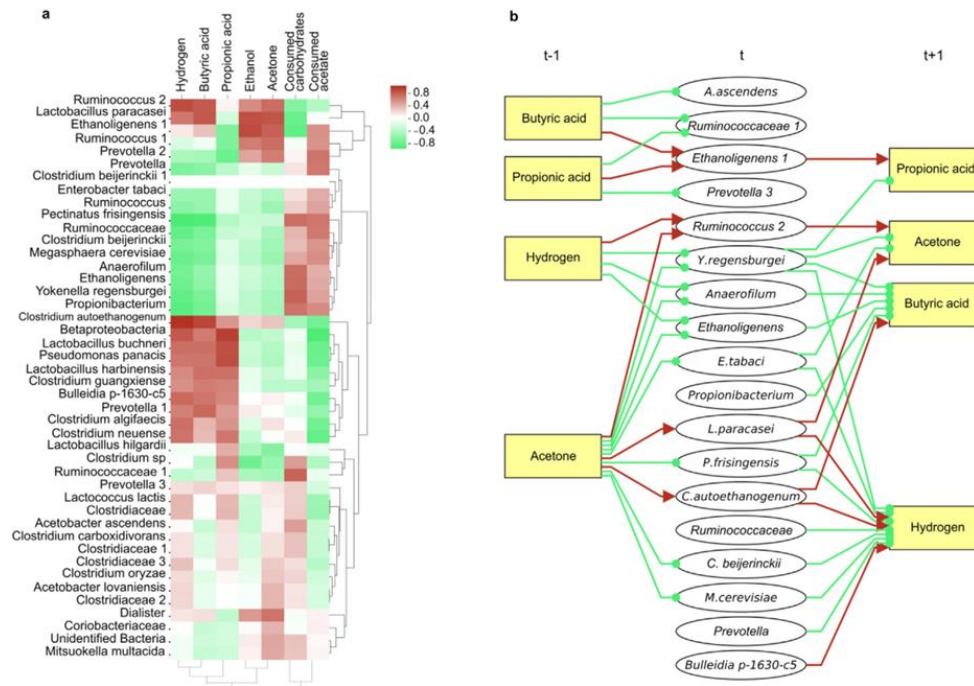 a
Hydrogen
Butyric acid
Propionic acid
Ethanol
Acetone
Consumed
carbohydrates
Consumed
acetate
0.8
0.4
-0.4
-0.8
Ruminococcus 2
Lactobacillus paracasei
Ethanoligenens 1
Ruminococcus 1
Prevotella 2
Prevotella
Clostridium beijerinckii 1
Enterobacter tabaci
Ruminococcus
Pectinatus frisingensis
Ruminococcaceae
Clostridium beijerinckii
Megasphaera cerevisiae
Anaerofilum
Ethanoligenens
Yokenella regensburgei
Propionibacterium
Clostridium autoethanogenum
Betaproteobacteria
Lactobacillus buchneri
Pseudomonas panacis
Lactobacillus harbinensis
Clostridium guangxiense
Bulleidia p-1630-c5
Prevotella 1
Clostridium algifaecis
Clostridium neuense
Lactobacillus hilgardii
Clostridium sp
Ruminococcaceae 1
Prevotella 3
Lactococcus lactis
Clostridiaceae
Acetobacter ascendens
Clostridium carboxidivorans
Clostridiaceae 1
Clostridiaceae 3
Clostridium oryzae
Acetobacter lovaniensis
Clostridiaceae 2
Dialister
Coriobacteriaceae
Unidentified Bacteria
Mitsuokella multacida
b
t-1
t
t+1
Butyric acid
Propionic acid
Hydrogen
Acetone
A.ascendens
Ruminococcaceae 1
Ethanoligenens 1
Prevotella 3
Ruminococcus 2
Y.regensburgei
Anaerofilum
Ethanoligenens
E.tabaci
Propionibacterium
L.paracasei
P.frisingensis
C.autoethanogenum
Ruminococcaceae
C. beijerinckii
M.cerevisiae
Prevotella
Bulleidia p-1630-c5
Propionic acid
Acetone
Butyric acid
Hydrogen